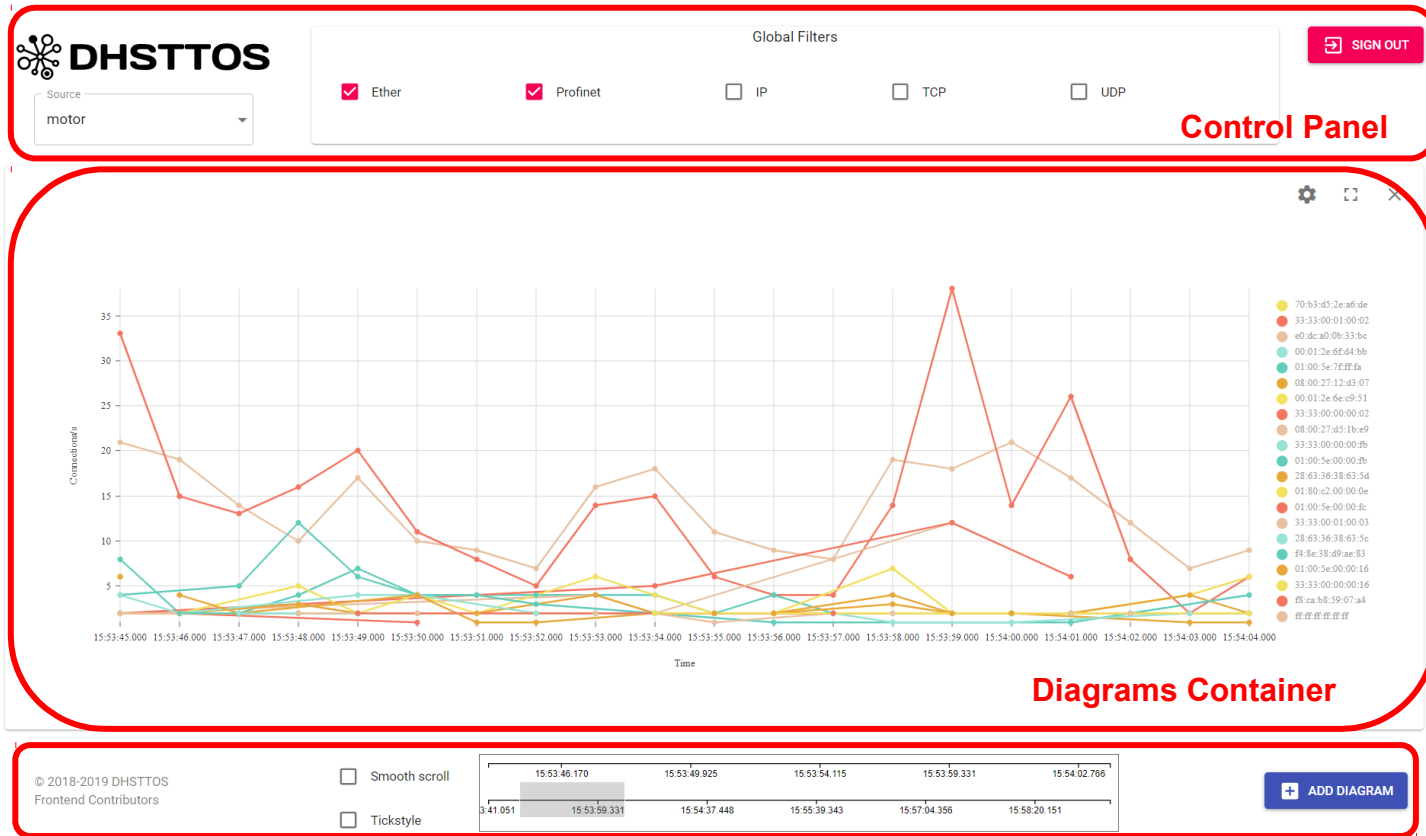 DHSTTOS
Source
motor
Global Filters
Ether
Profinet
IP
TCP
UDP
SIGN OUT
Control Panel
35
30
25
20
15
10
5
Connections/s
15:53:45.000 15:53:46.000 15:53:47.000 15:53:48.000 15:53:49.000 15:53:50.000 15:53:51.000 15:53:52.000 15:53:53.000 15:53:54.000 15:53:55.000 15:53:56.000 15:53:57.000 15:53:58.000 15:53:59.000 15:54:00.000 15:54:01.000 15:54:02.000 15:54:03.000 15:54:04.000
Time
70:b3:d5:2e:a6:de
33:33:00:01:00:02
e0:dc:a0:0b:33:bc
00:01:2e:6f:d4:bb
01:00:5e:7f:ff:fa
08:00:27:12:d3:07
00:01:2e:6e:c9:51
33:33:00:00:00:02
08:00:27:d5:1b:e9
33:33:00:00:00:fb
01:00:5e:00:00:fb
28:63:36:38:63:5d
01:80:c2:00:00:0e
01:00:5e:00:00:fc
33:33:00:01:00:03
28:63:36:38:63:5c
f4:8e:38:d9:ae:83
01:00:5e:00:00:16
33:33:00:00:00:16
f8:ca:b8:59:07:a4
ff:ff:ff:ff:ff:ff
Diagrams Container
© 2018-2019 DHSTTOS
Frontend Contributors
Smooth scroll
Tickstyle
15:53:46.170 15:53:49.925 15:53:54.115 15:53:59.331 15:54:02.766
3:41.051 15:53:59.331 15:54:37.448 15:55:39.343 15:57:04.356 15:58:20.151
ADD DIAGRAM